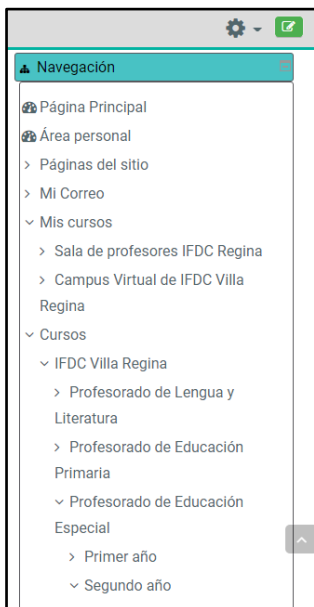 Navegación
Página Principal
Área personal
Páginas del sitio
Mi Correo
Mis cursos
Sala de profesores IFDC Regina
Campus Virtual de IFDC Villa
Regina
Cursos
IFDC Villa Regina
Profesorado de Lengua y
Literatura
Profesorado de Educación
Primaria
Profesorado de Educación
Especial
Primer año
Segundo año